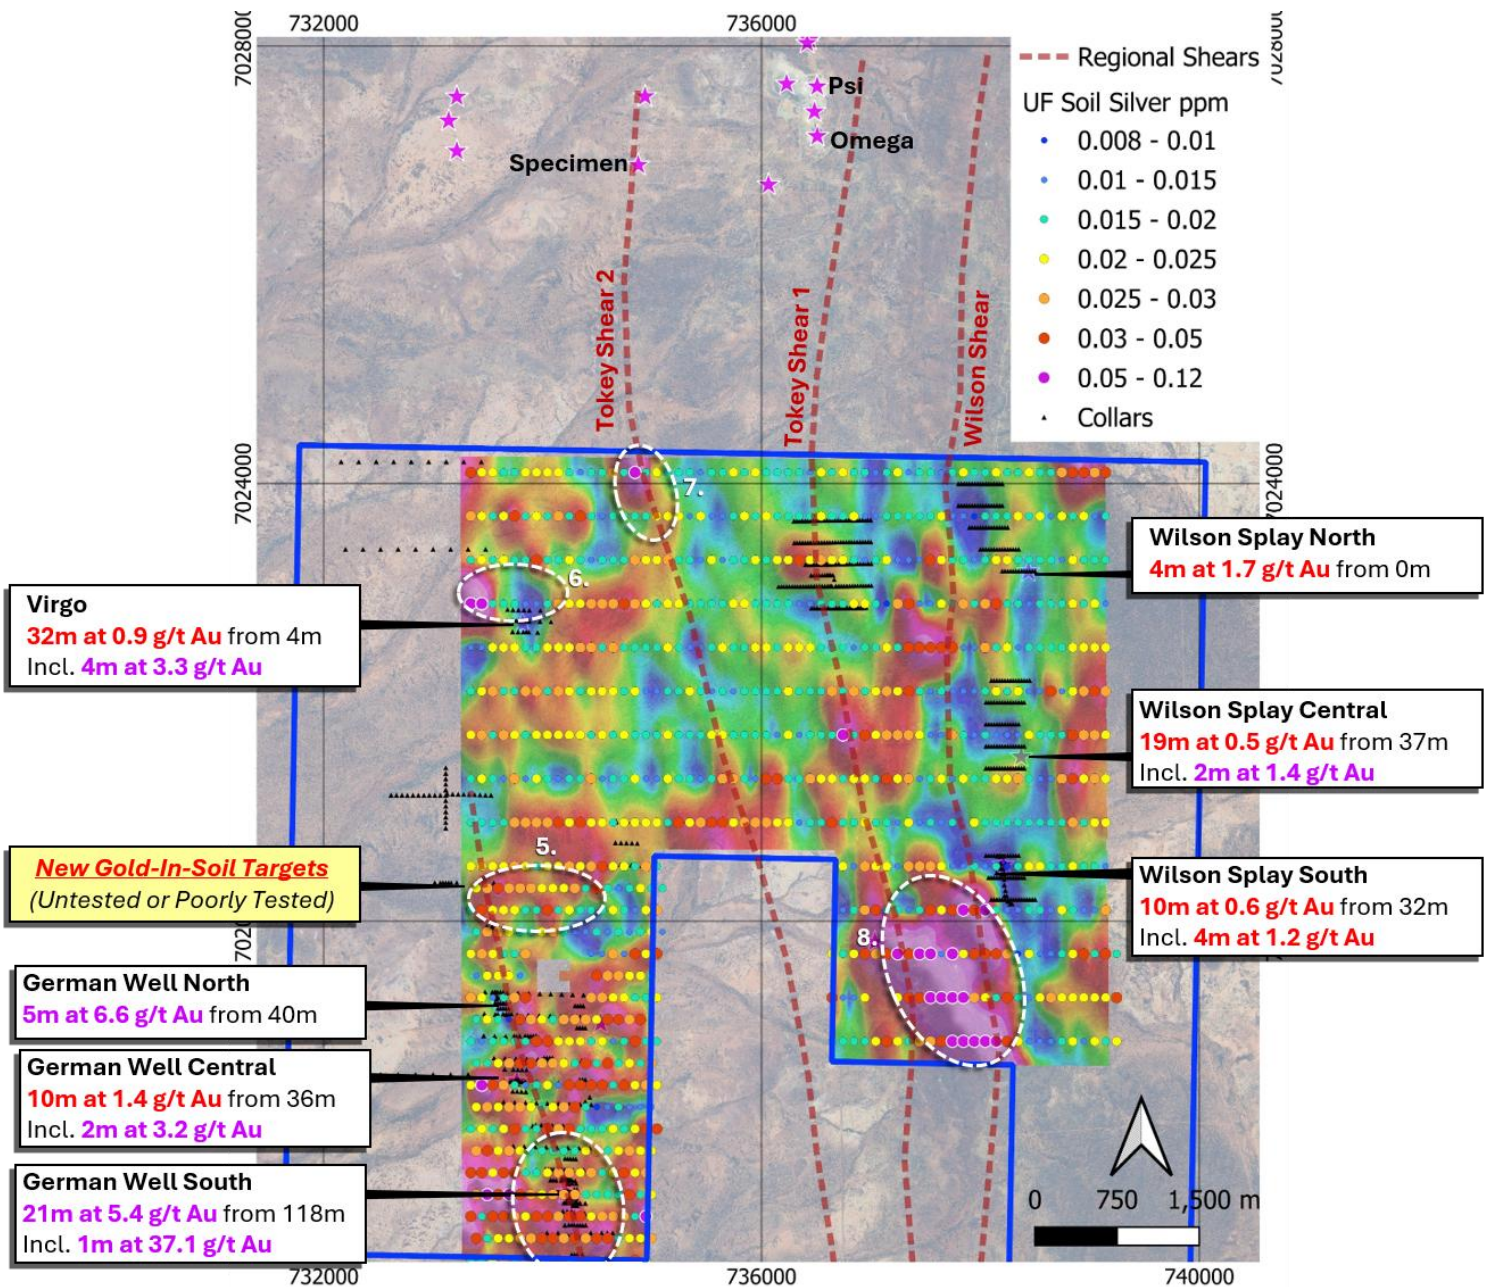 732000
736000
7028000
7028000
Regional Shears
UF Soil Silver ppm
0.008 - 0.01
0.01 - 0.015
0.015 - 0.02
0.02 - 0.025
0.025 - 0.03
0.03 - 0.05
0.05 - 0.12
Collars
Psi
Omega
Specimen
Tokey Shear 2
Tokey Shear 1
Wilson Shear
7024000
7024000
7.
6.
5.
8.
Wilson Splay North
4m at 1.7 g/t Au from 0m
Virgo
32m at 0.9 g/t Au from 4m
Incl. 4m at 3.3 g/t Au
Wilson Splay Central
19m at 0.5 g/t Au from 37m
Incl. 2m at 1.4 g/t Au
New Gold-In-Soil Targets
(Untested or Poorly Tested)
Wilson Splay South
10m at 0.6 g/t Au from 32m
Incl. 4m at 1.2 g/t Au
German Well North
5m at 6.6 g/t Au from 40m
German Well Central
10m at 1.4 g/t Au from 36m
Incl. 2m at 3.2 g/t Au
German Well South
21m at 5.4 g/t Au from 118m
Incl. 1m at 37.1 g/t Au
0 750 1,500 m
732000
736000
740000